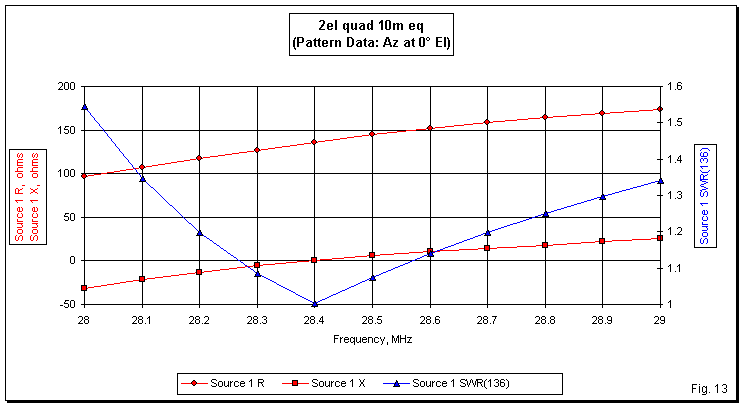 2el quad 10m eq
(Pattern Data: Az at 0° El)
Source 1 R, ohms
Source 1 X, ohms
200
150
100
50
0
-50
1.6
1.5
1.4
1.3
1.2
1.1
1
Source 1 SWR(136)
28 28.1 28.2 28.3 28.4 28.5 28.6 28.7 28.8 28.9 29
Frequency, MHz
Source 1 R Source 1 X Source 1 SWR(136)
Fig. 13